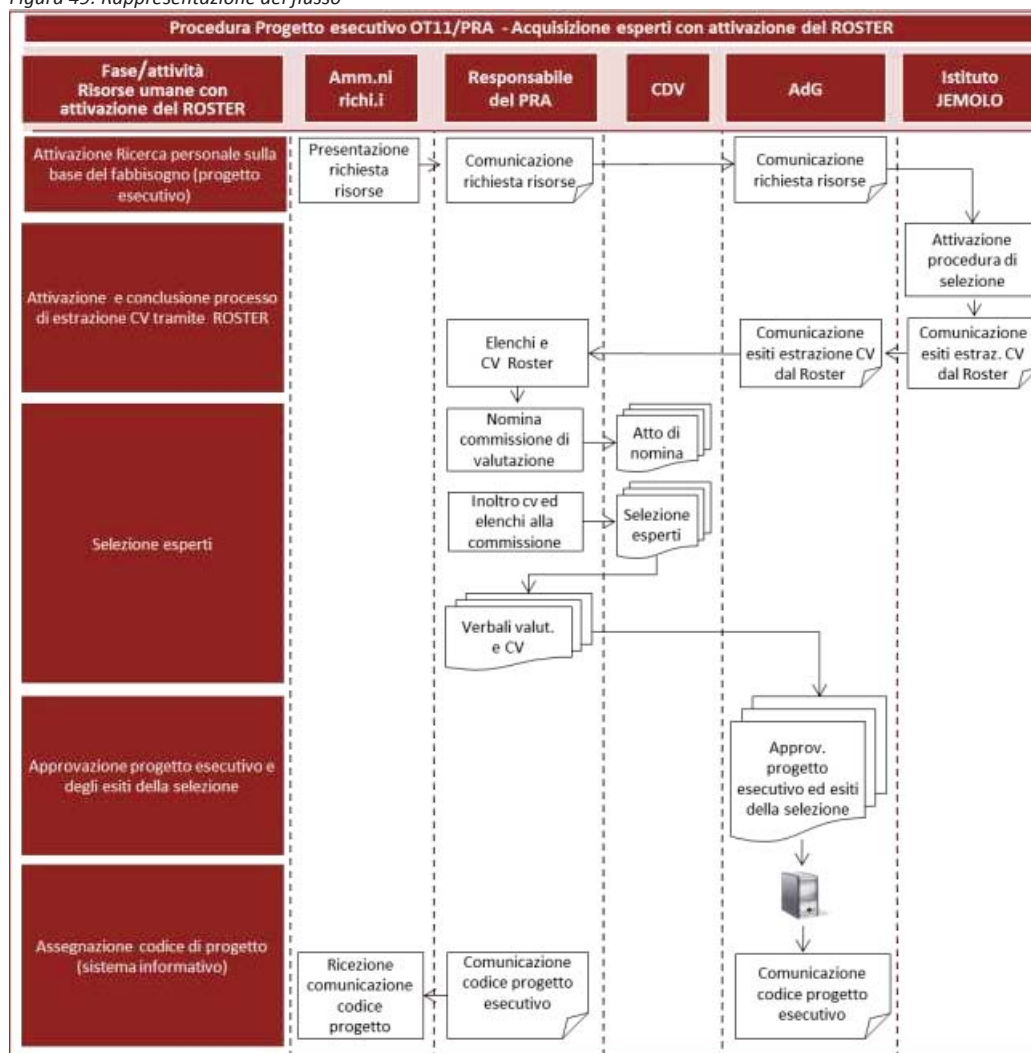 Figura 49: Rappresentazione del flusso
Procedura Progetto esecutivo OT11/PRA - Acquisizione esperti con attivazione del ROSTER
Fase/attività
Risorse umane con
attivazione del ROSTER
Amm.ni
richi.i
Responsabile
del PRA
CDV
AdG
Istituto
JEMOLO
Attivazione Ricerca personale sulla
base del fabbisogno (progetto
esecutivo)
Presentazione
richiesta
risorse
Comunicazione
richiesta risorse
Comunicazione
richiesta risorse
Attivazione e conclusione processo
di estrazione CV tramite ROSTER
Attivazione
procedura di
selezione
Elenchi e
CV Roster
Comunicazione
esiti estrazione CV
dal Roster
Comunicazione
esiti estraz. CV
dal Roster
Selezione esperti
Nomina
commissione di
valutazione
Atto di
nomina
Inoltro cv ed
elenchi alla
commissione
Selezione
esperti
Verbali valut.
e CV
Approvazione progetto esecutivo e
degli esiti della selezione
Approv.
progetto
esecutivo ed esiti
della selezione
Assegnazione codice di progetto
(sistema informativo)
Ricezione
comunicazione
codice
progetto
Comunicazione
codice progetto
esecutivo
Comunicazione
codice progetto
esecutivo